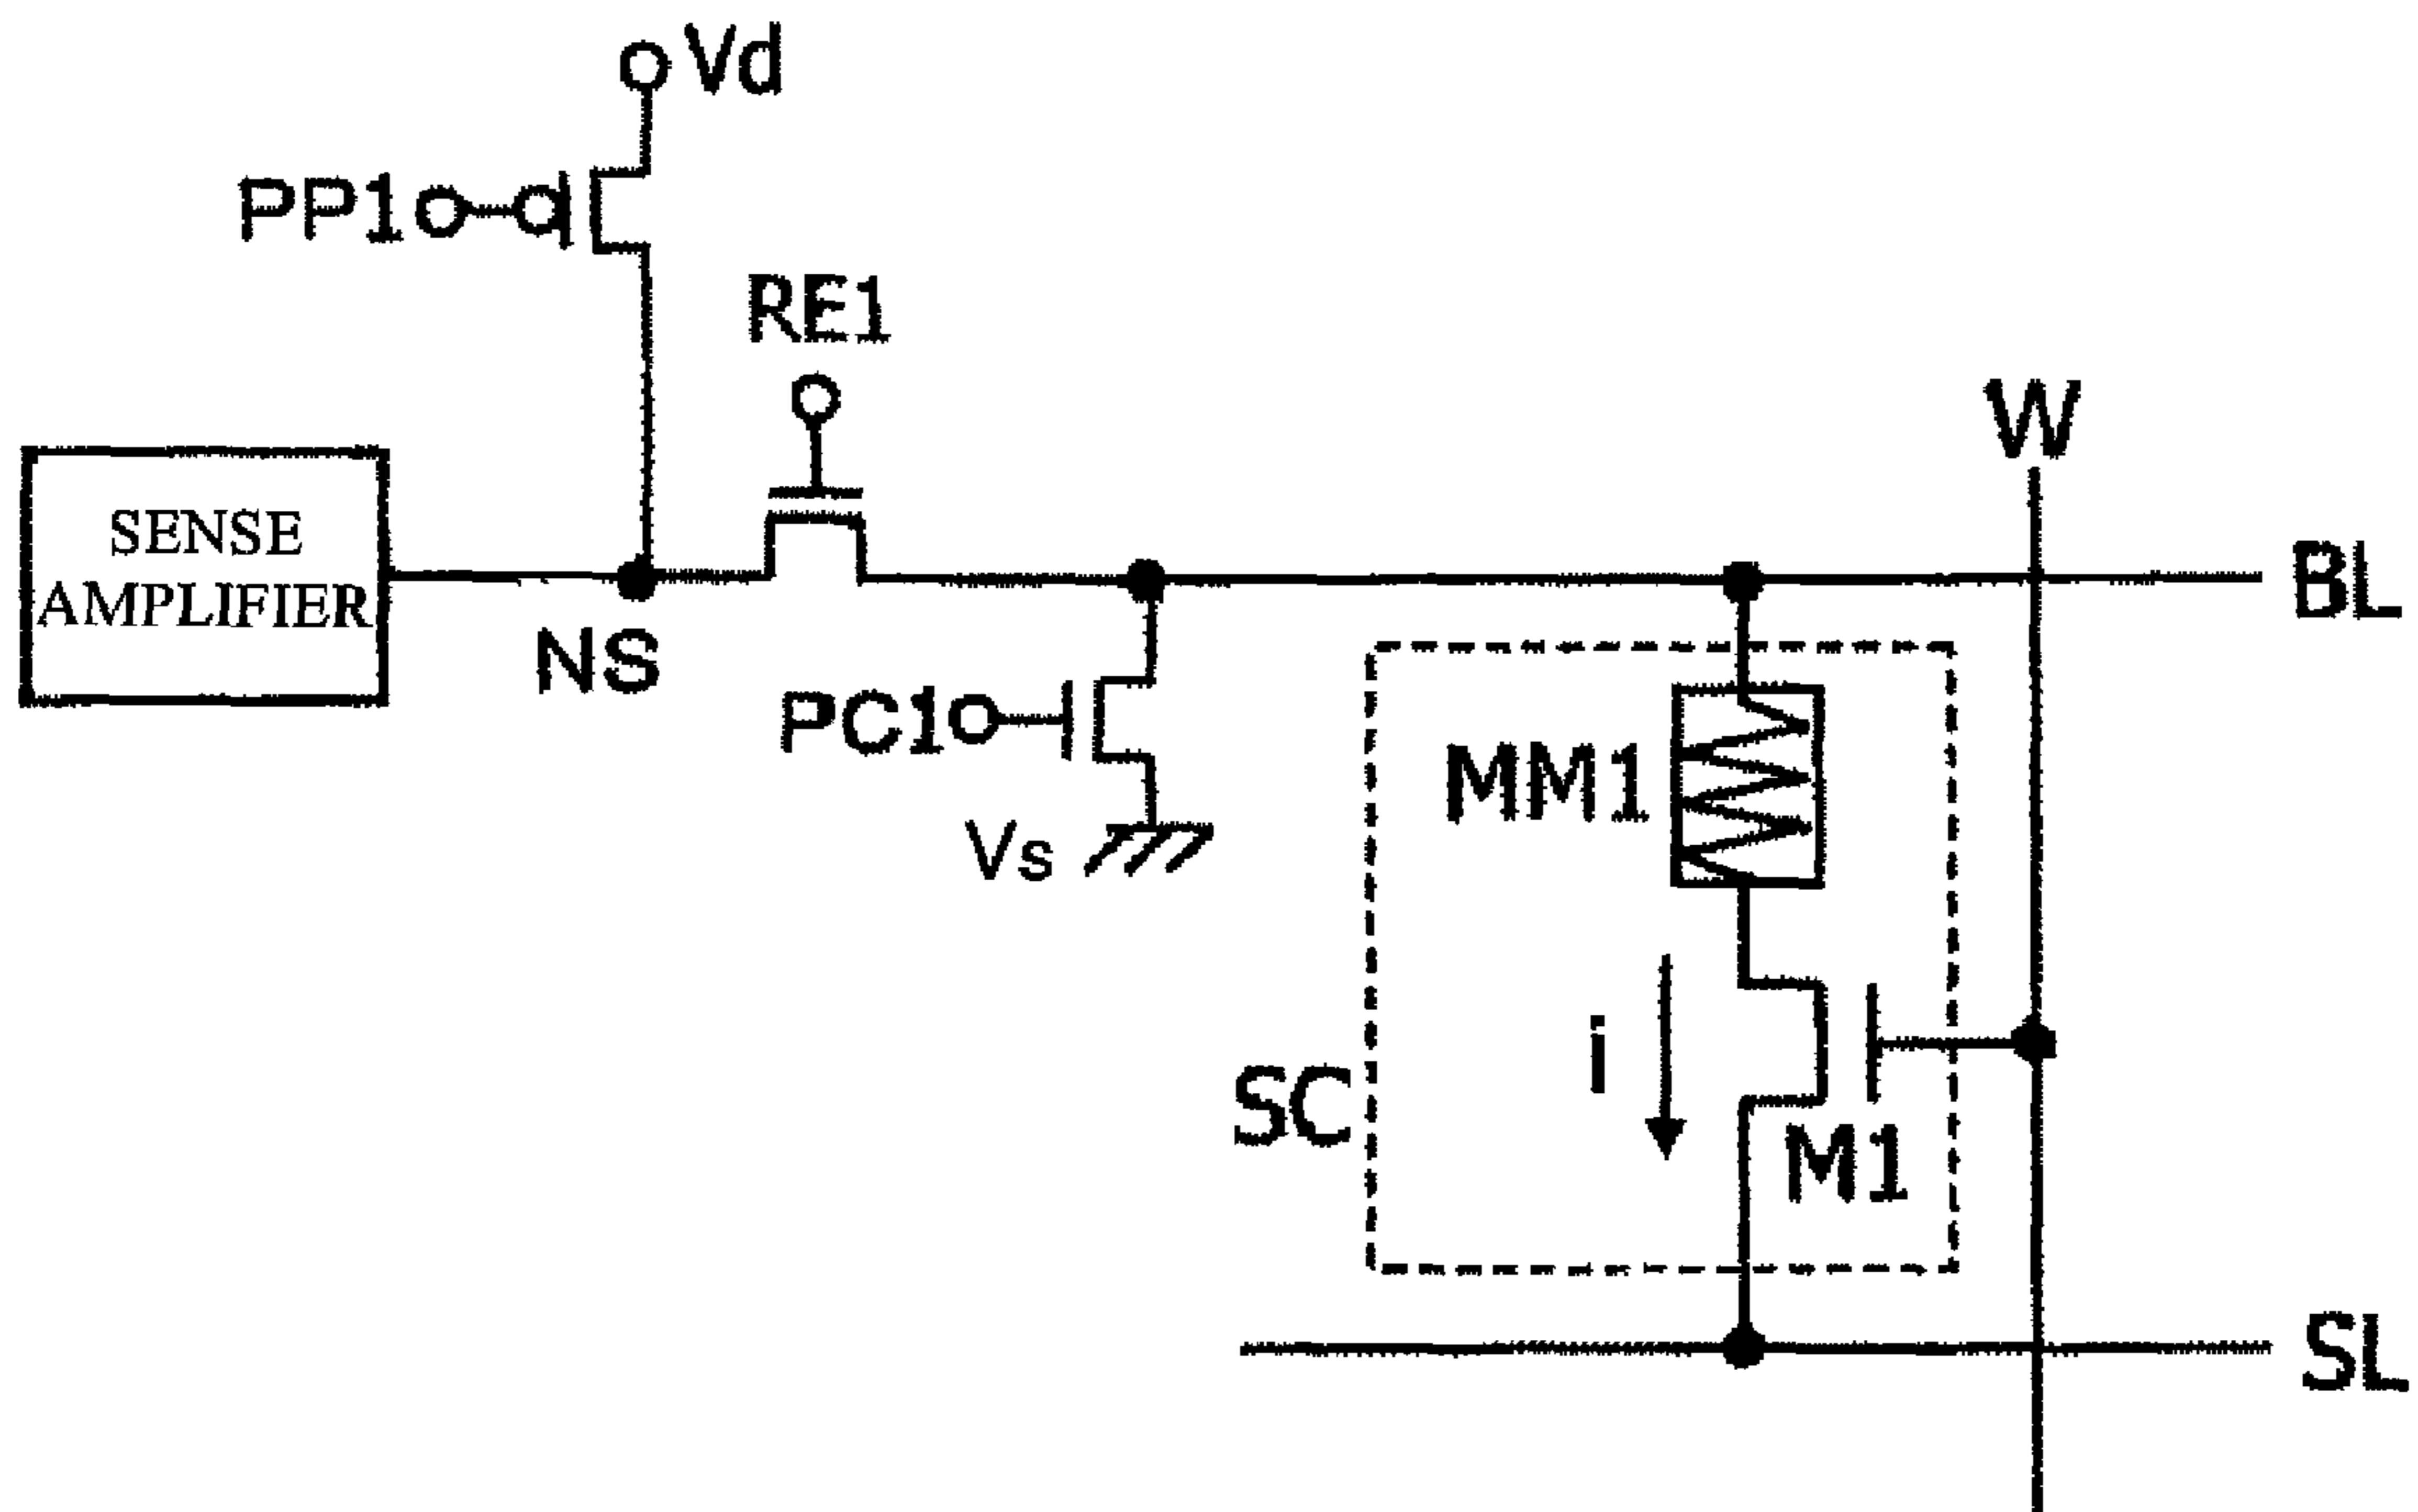 Vd
PP1
RE1
W
SENSE
AMPLIFIER
BL
NS
PC1
MM1
Vs
i
SC
M1
SL